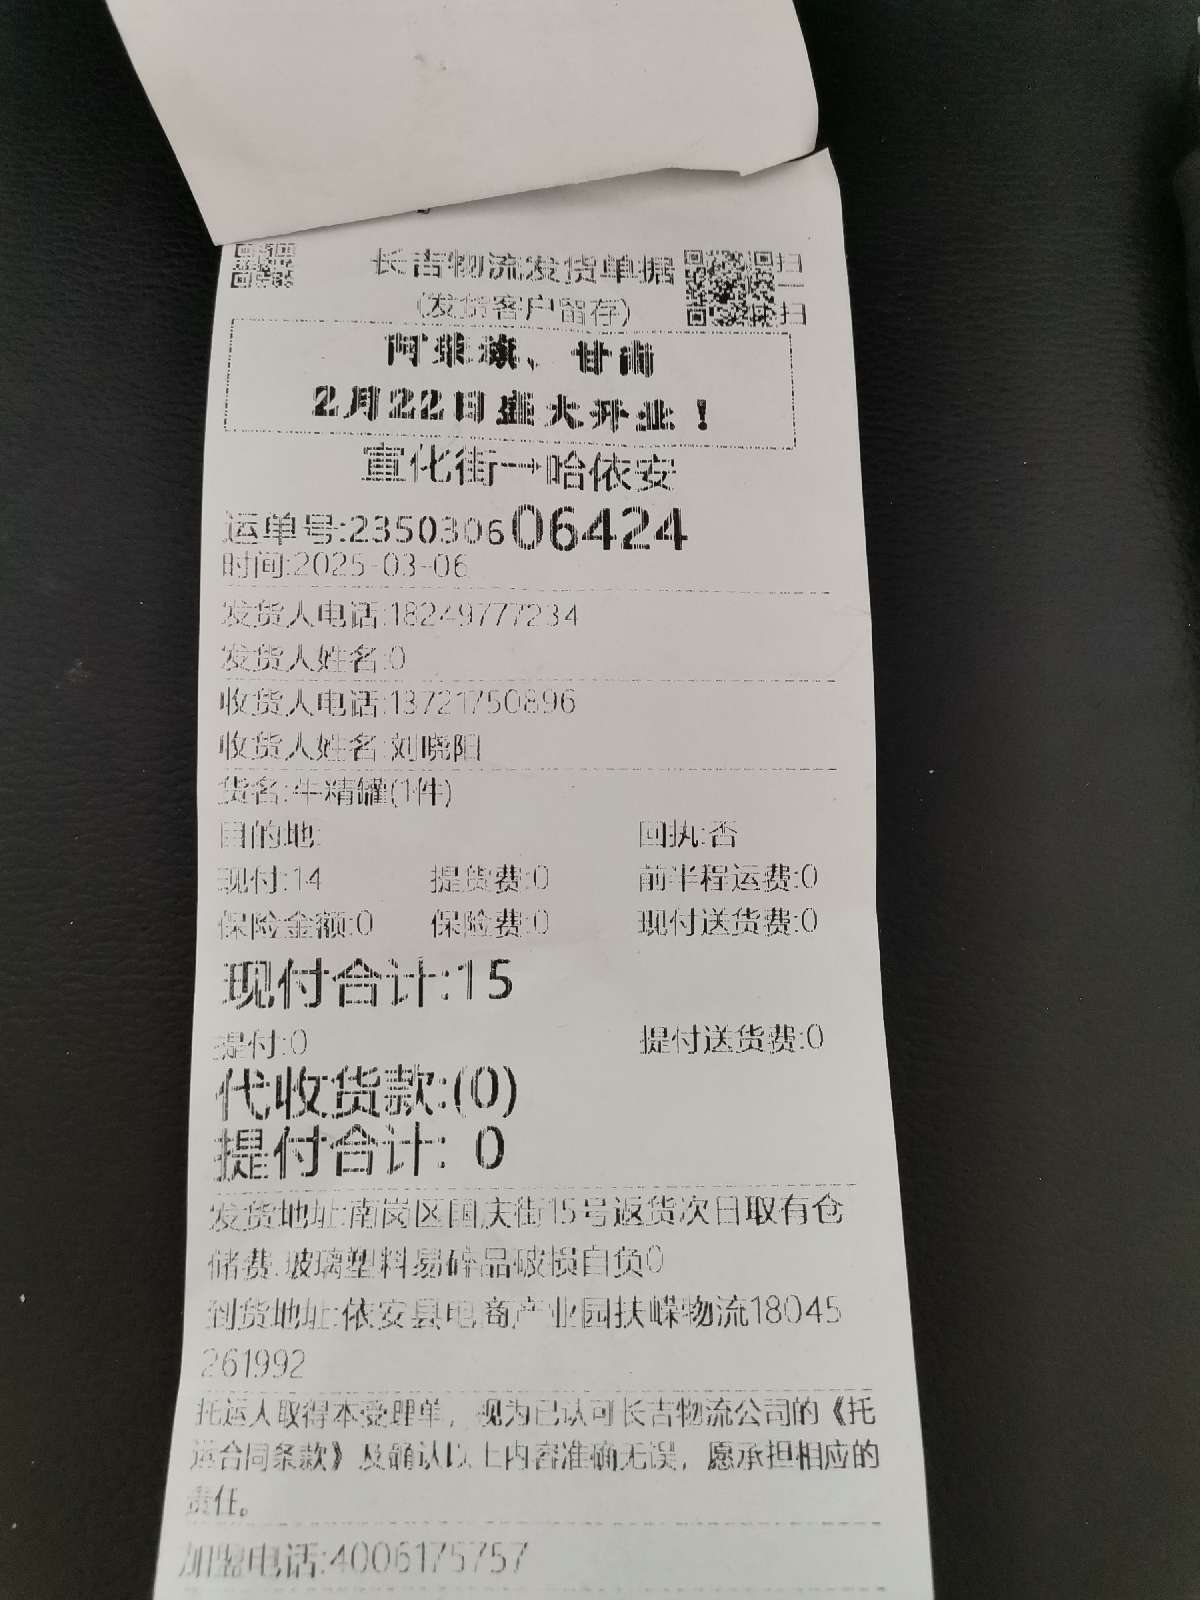 长吉物流发货单据
扫一扫
(发货客户留存)
阿荣旗、甘南
2月22日盛大开业！
宣化街→哈依安
运单号:235030606424
时间:2025-03-06
发货人电话:18249777234
发货人姓名:0
收货人电话:13721750896
收货人姓名:刘晓阳
货名:牛精罐(1件)
目的地: 回执:否
现付:14 提货费:0 前半程运费:0
保险金额:0 保险费:0 现付送货费:0
现付合计:15
提付:0 提付送货费:0
代收货款:(0)
提付合计: 0
发货地址:南岗区国庆街15号返货次日取有仓
储费.玻璃塑料易碎品破损自负0
到货地址:依安县电商产业园扶嵘物流18045
261992
托运人取得本受理单，视为已认可长吉物流公司的《托
运合同条款》及确认以上内容准确无误，愿承担相应的
责任。
加盟电话:4006175757